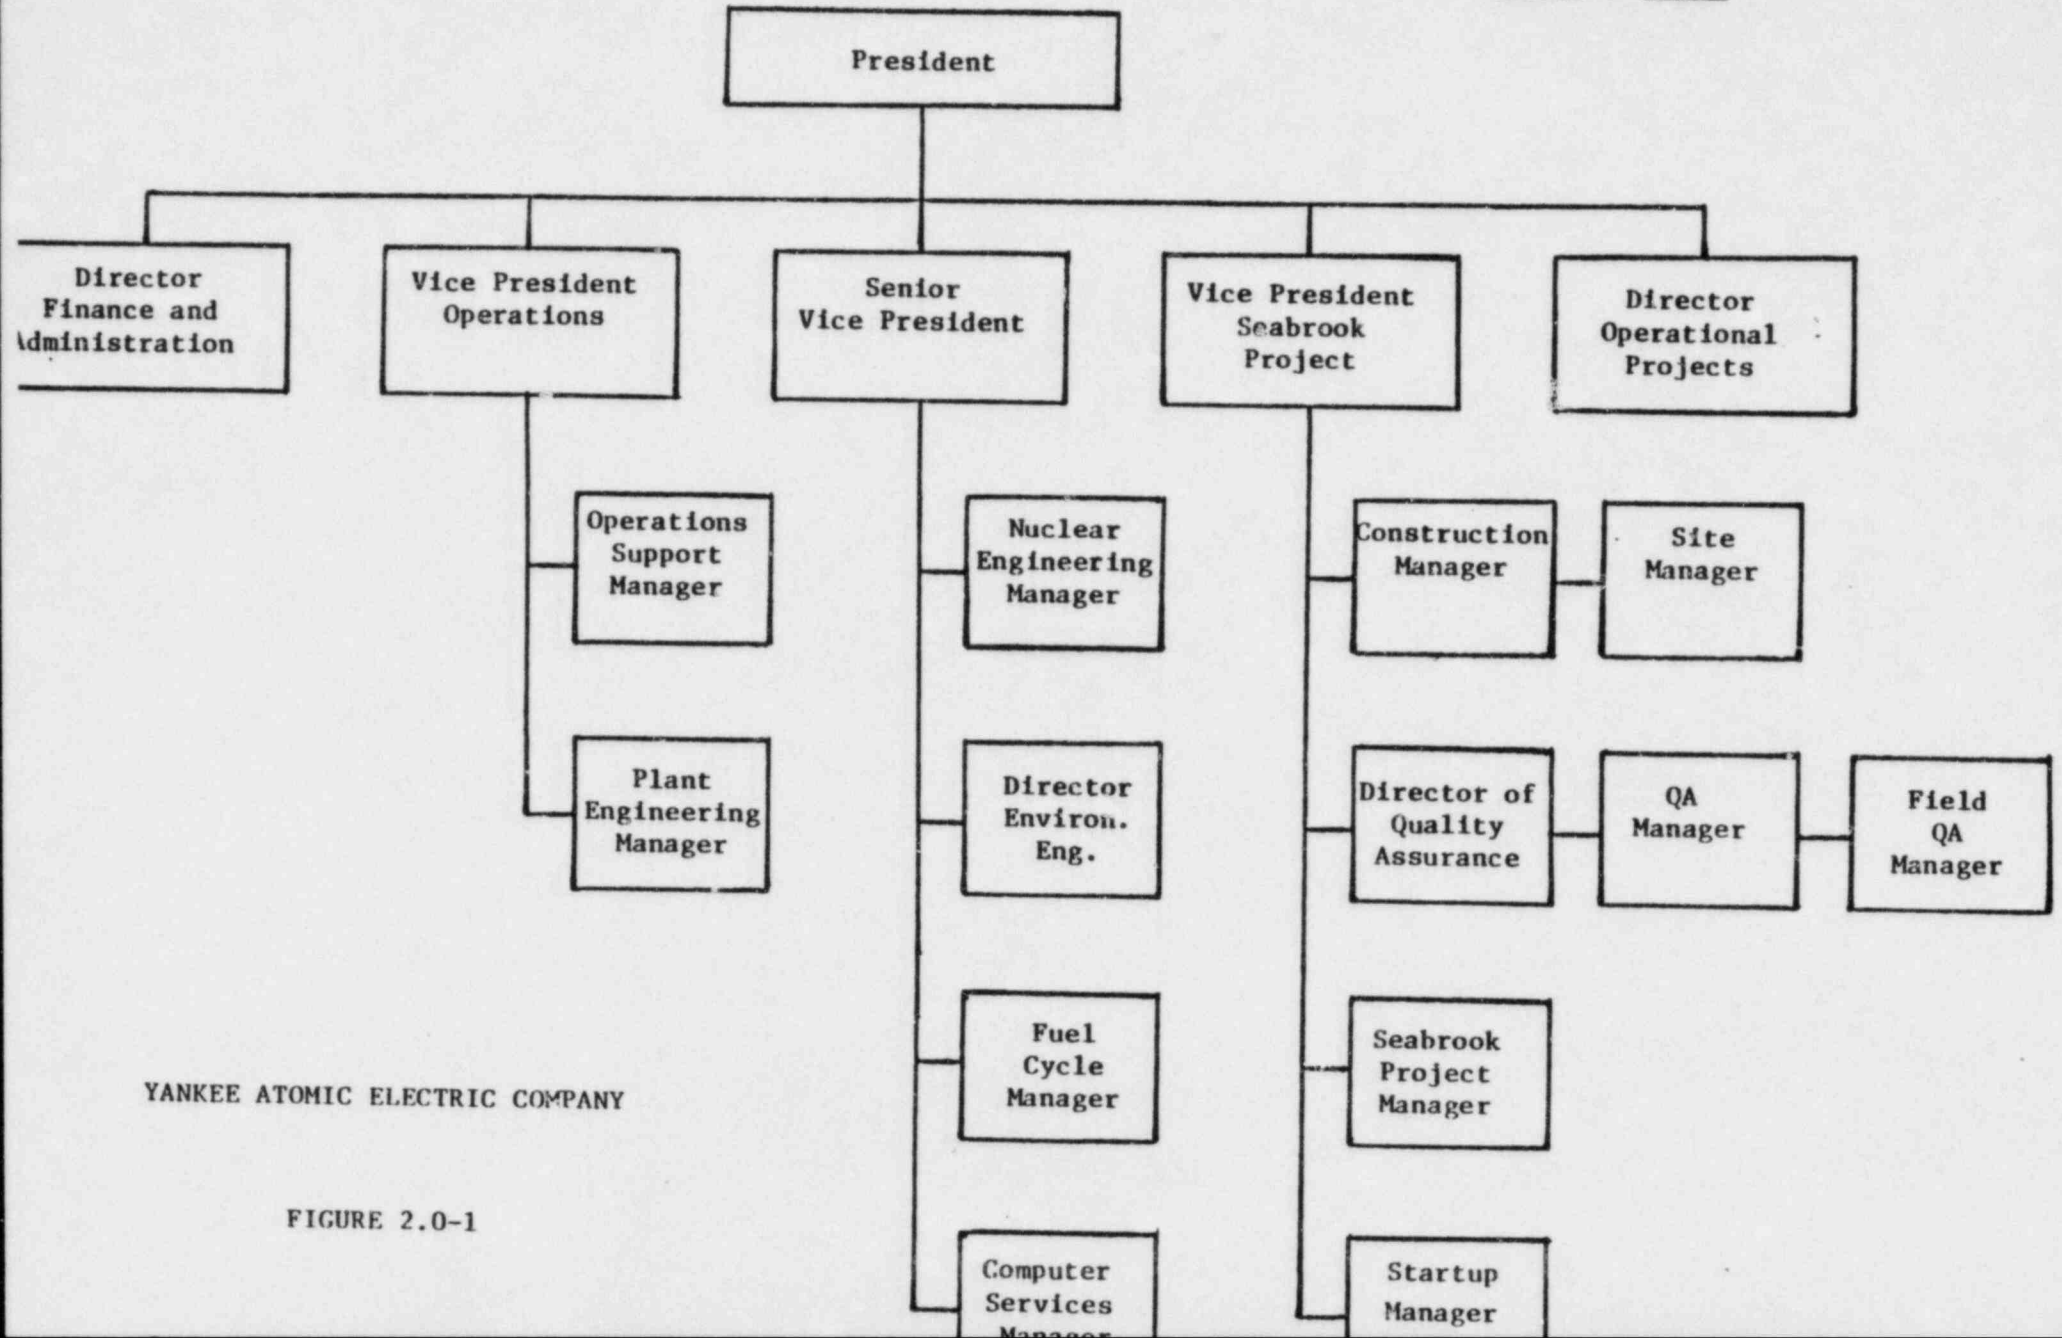 President
Director
Finance and
Administration
Vice President
Operations
Senior
Vice President
Vice President
Seabrook
Project
Director
Operational
Projects
Operations
Support
Manager
Nuclear
Engineering
Manager
Construction
Manager
Site
Manager
Plant
Engineering
Manager
Director
Environ.
Eng.
Director of
Quality
Assurance
QA
Manager
Field
QA
Manager
Fuel
Cycle
Manager
Seabrook
Project
Manager
YANKEE ATOMIC ELECTRIC COMPANY
FIGURE 2.0-1
Computer
Services
Manager
Startup
Manager